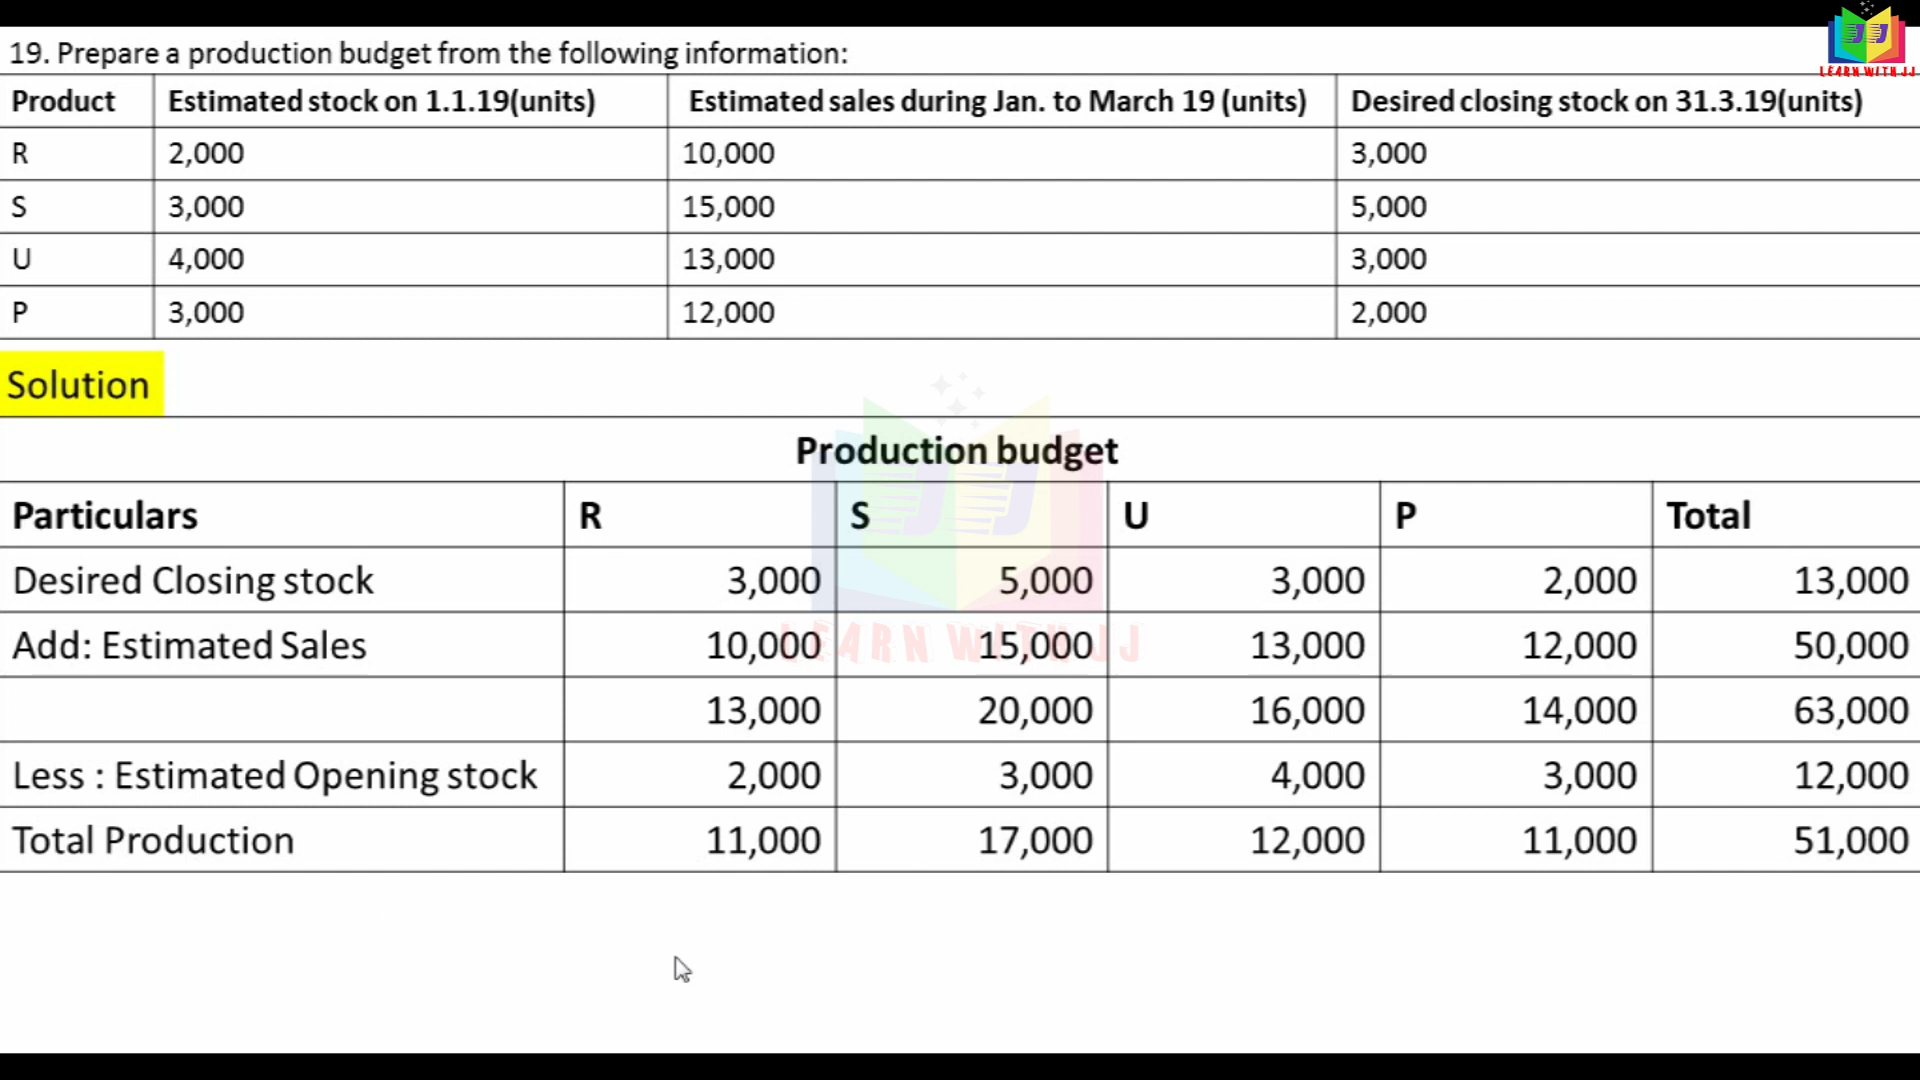 19. Prepare a production budget from the following information:
Product Estimated stock on 1.1.19(units) Estimated sales during Jan. to March 19 (units) Desired closing stock on 31.3.19(units)
R 2,000 10,000 3,000
S 3,000 15,000 5,000
U 4,000 13,000 3,000
P 3,000 12,000 2,000
Solution
Production budget
Particulars R S U P Total
Desired Closing stock 3,000 5,000 3,000 2,000 13,000
Add: Estimated Sales 10,000 15,000 13,000 12,000 50,000
13,000 20,000 16,000 14,000 63,000
Less : Estimated Opening stock 2,000 3,000 4,000 3,000 12,000
Total Production 11,000 17,000 12,000 11,000 51,000
JJ
LEARN WITH JJ
JJ
LEARN WITH JJ